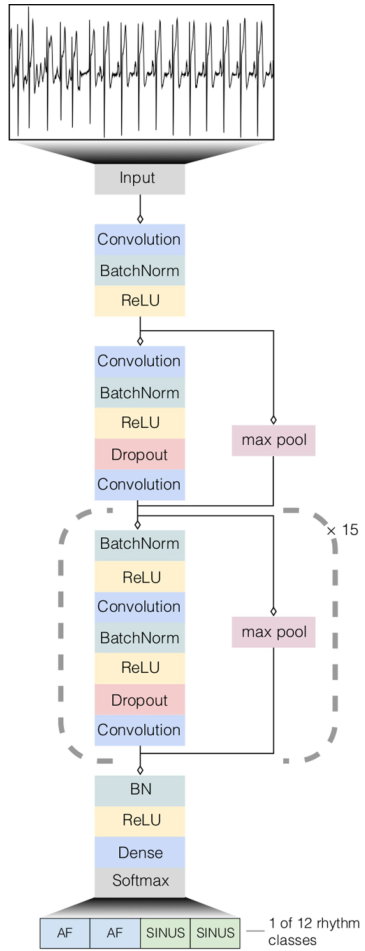 Input
Convolution
BatchNorm
ReLU
Convolution
BatchNorm
ReLU
Dropout
Convolution
max pool
× 15
BatchNorm
ReLU
Convolution
BatchNorm
ReLU
Dropout
Convolution
max pool
BN
ReLU
Dense
Softmax
AF AF SINUS SINUS
1 of 12 rhythm
classes